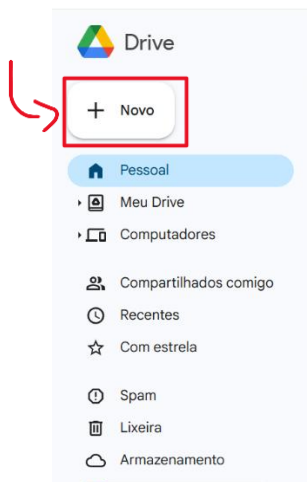 Drive
Novo
Pessoal
Meu Drive
Computadores
Compartilhados comigo
Recentes
Com estrela
Spam
Lixeira
Armazenamento